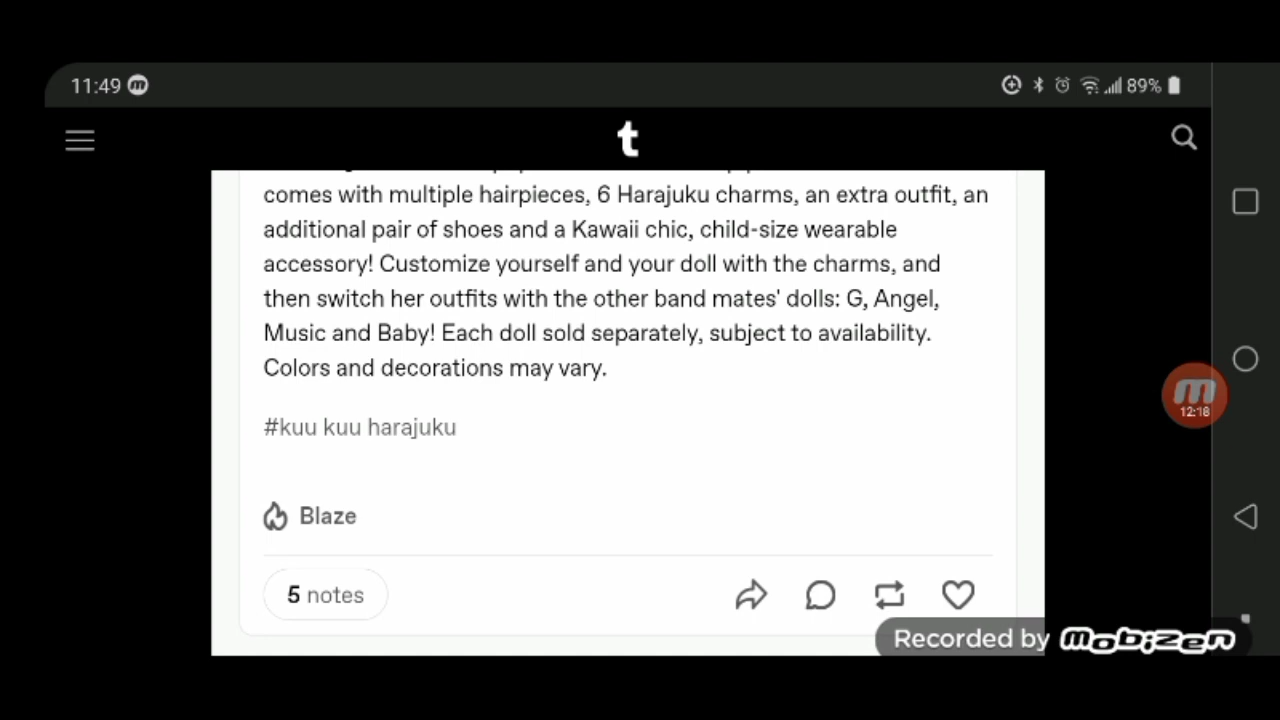 11:49
89%
t
comes with multiple hairpieces, 6 Harajuku charms, an extra outfit, an
additional pair of shoes and a Kawaii chic, child-size wearable
accessory! Customize yourself and your doll with the charms, and
then switch her outfits with the other band mates' dolls: G, Angel,
Music and Baby! Each doll sold separately, subject to availability.
Colors and decorations may vary.
#kuu kuu harajuku
12:18
Blaze
5 notes
Recorded by mobizen